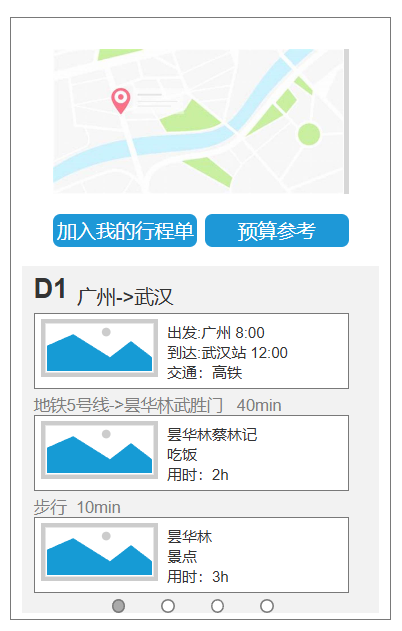 加入我的行程单
预算参考
D1 广州->武汉
出发:广州 8:00
到达:武汉站 12:00
交通：高铁
地铁5号线->昙华林武胜门 40min
昙华林蔡林记
吃饭
用时：2h
步行 10min
昙华林
景点
用时：3h